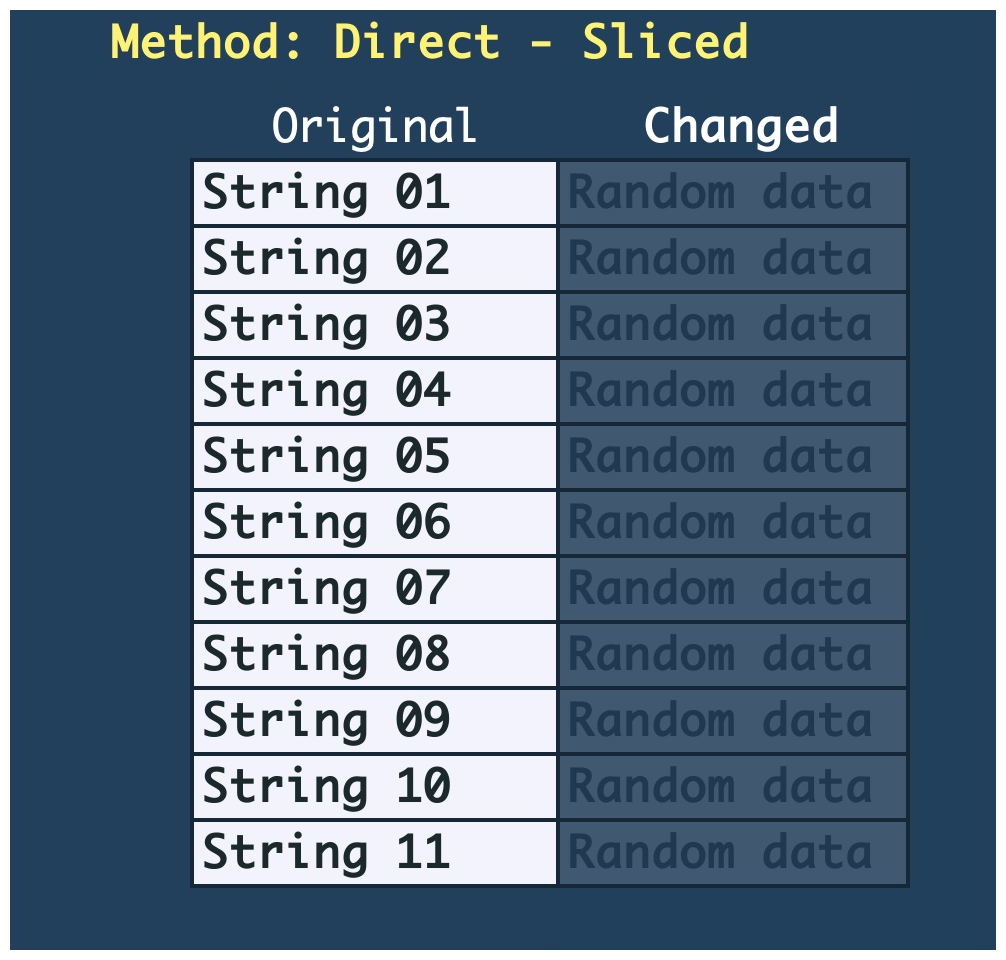 Method: Direct - Sliced
Original Changed
String 01 Random data
String 02 Random data
String 03 Random data
String 04 Random data
String 05 Random data
String 06 Random data
String 07 Random data
String 08 Random data
String 09 Random data
String 10 Random data
String 11 Random data